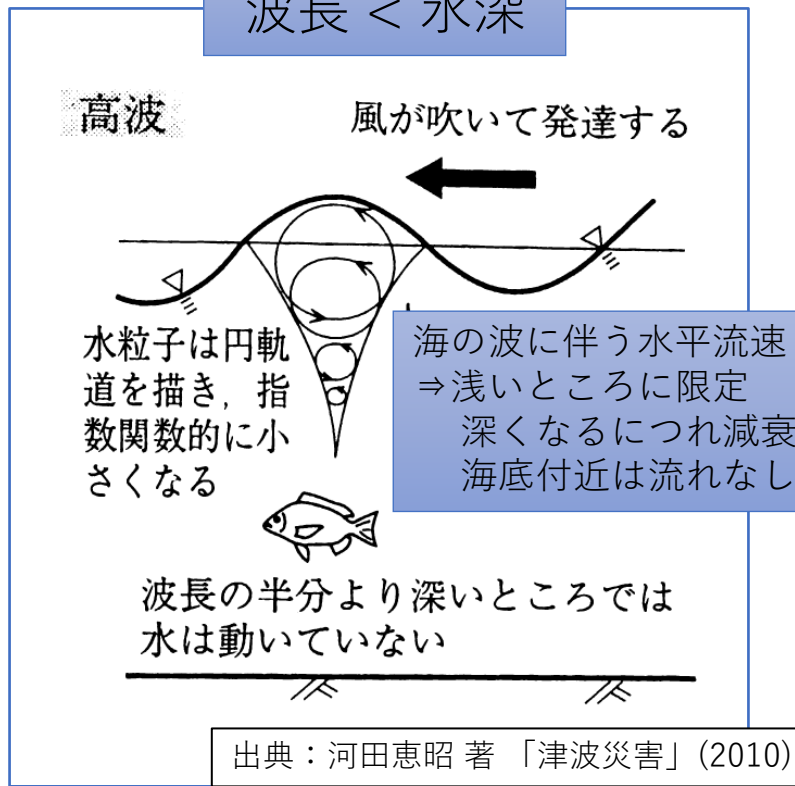 波長 < 水深
高波
風が吹いて発達する
水粒子は円軌
道を描き，指
数関数的に小
さくなる
海の波に伴う水平流速
⇒浅いところに限定
深くなるにつれ減衰
海底付近は流れなし
波長の半分より深いところでは
水は動いていない
出典：河田恵昭 著 「津波災害」(2010)